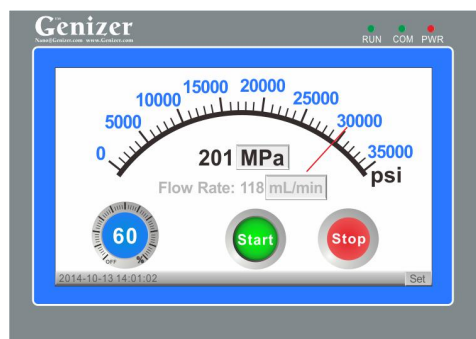 Genizer
Nano@Genizer.com www.Genizer.com
RUN COM PWR
0
5000
10000
15000
20000
25000
30000
35000
psi
201 MPa
Flow Rate: 118 mL/min
60
OFF %
Start
Stop
2014-10-13 14:01:02
Set